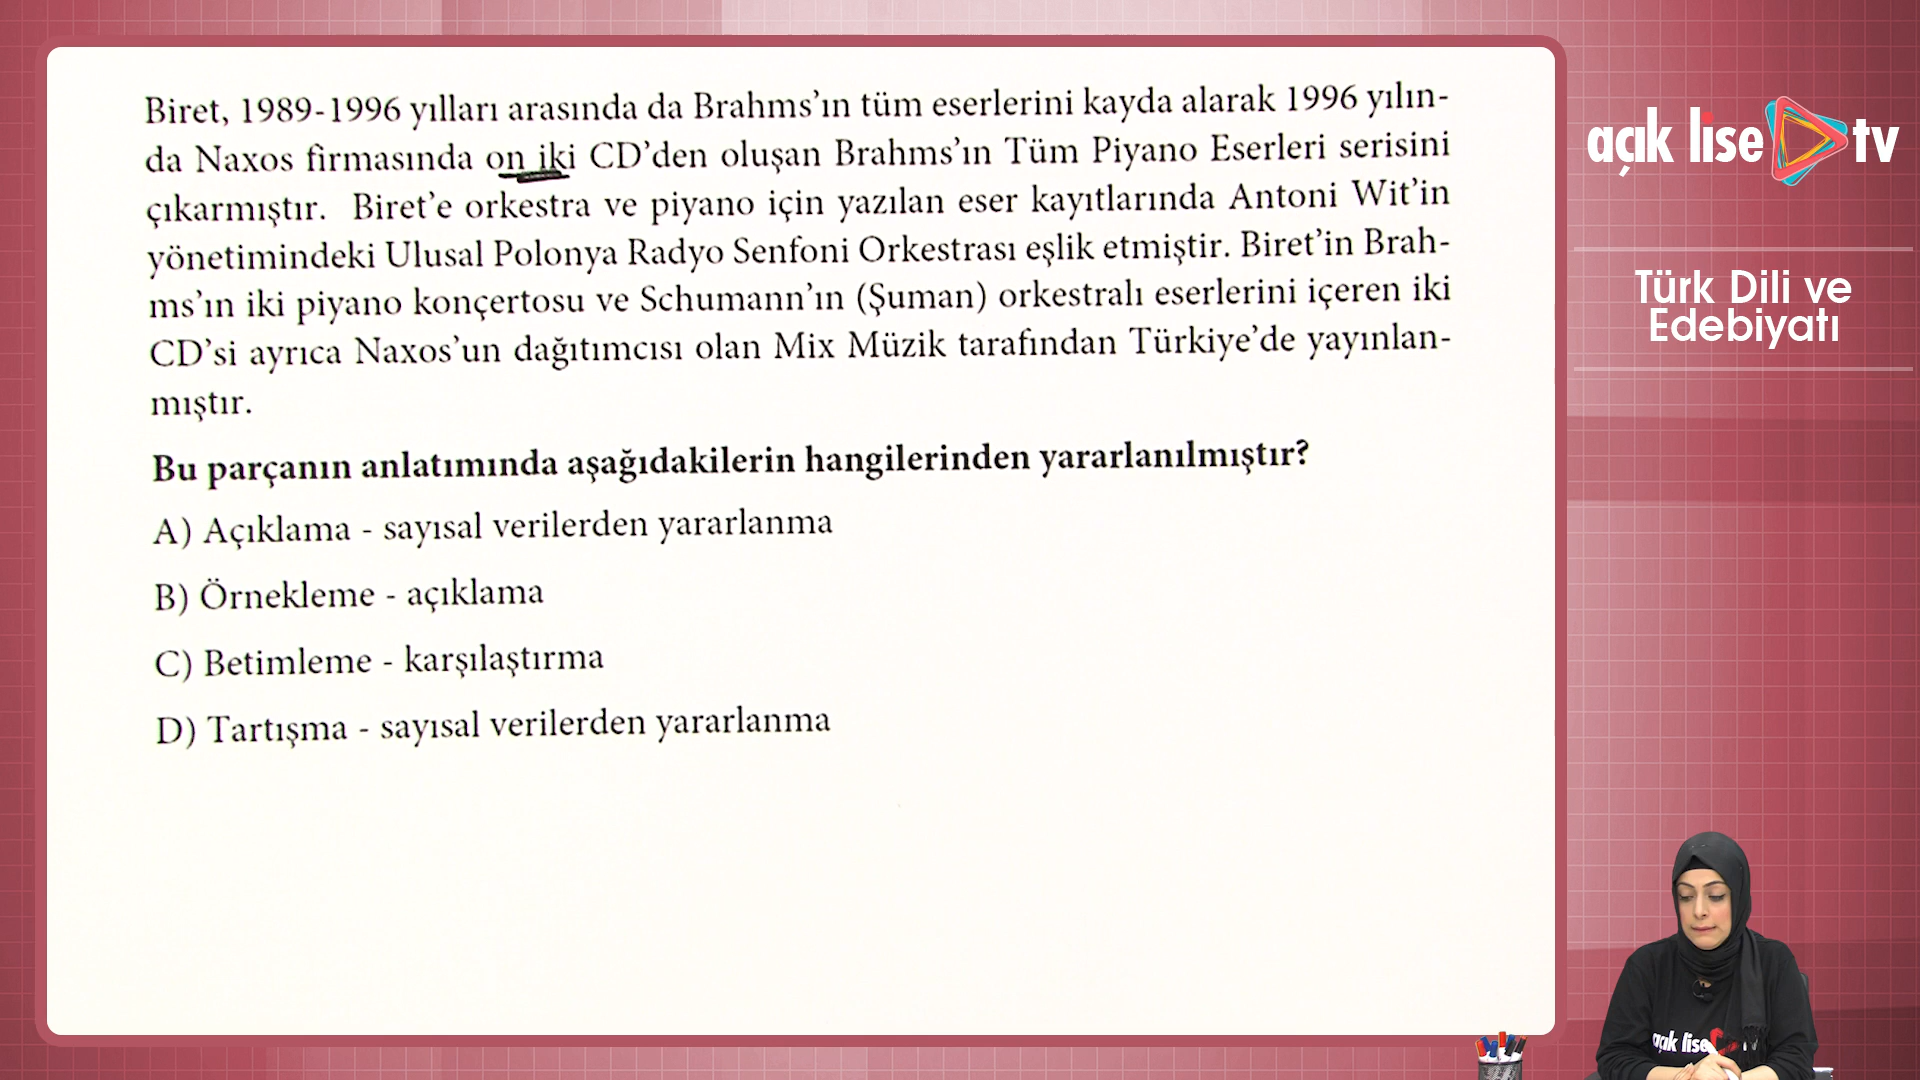 Biret, 1989-1996 yılları arasında da Brahms’ın tüm eserlerini kayda alarak 1996 yılın-
da Naxos firmasında on iki CD’den oluşan Brahms’ın Tüm Piyano Eserleri serisini
çıkarmıştır. Biret’e orkestra ve piyano için yazılan eser kayıtlarında Antoni Wit’in
yönetimindeki Ulusal Polonya Radyo Senfoni Orkestrası eşlik etmiştir. Biret’in Brah-
ms’ın iki piyano konçertosu ve Schumann’ın (Şuman) orkestralı eserlerini içeren iki
CD’si ayrıca Naxos’un dağıtımcısı olan Mix Müzik tarafından Türkiye’de yayınlan-
mıştır.
Bu parçanın anlatımında aşağıdakilerin hangilerinden yararlanılmıştır?
A) Açıklama - sayısal verilerden yararlanma
B) Örnekleme - açıklama
C) Betimleme - karşılaştırma
D) Tartışma - sayısal verilerden yararlanma
açık lise tv
Türk Dili ve
Edebiyatı
açık lise